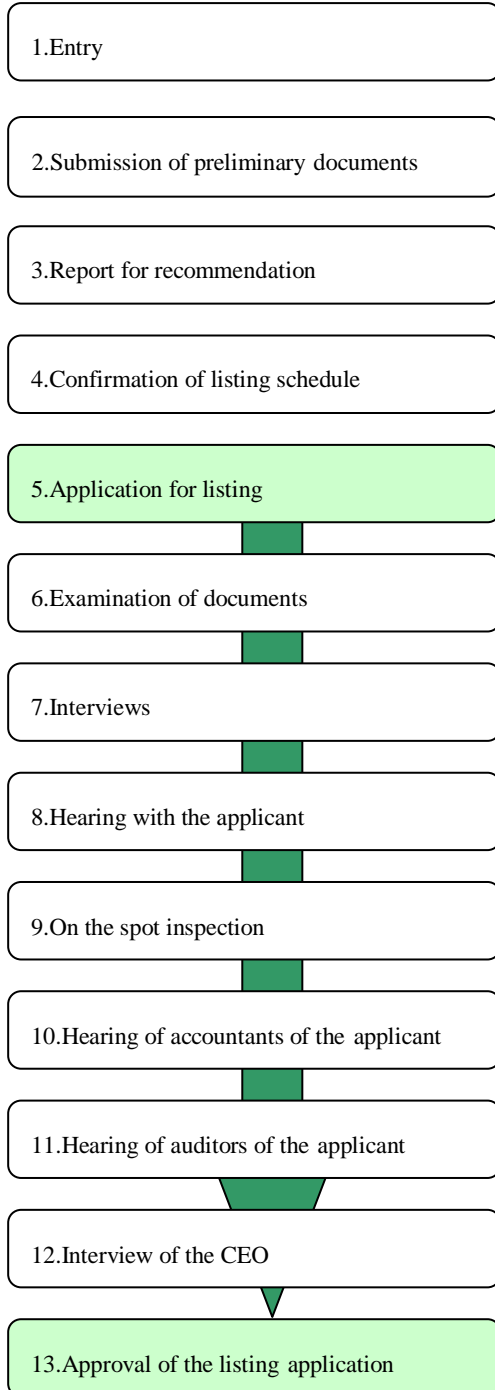 1.Entry
2.Submission of preliminary documents
3.Report for recommendation
4.Confirmation of listing schedule
5.Application for listing
6.Examination of documents
7.Interviews
8.Hearing with the applicant
9.On the spot inspection
10.Hearing of accountants of the applicant
11.Hearing of auditors of the applicant
12.Interview of the CEO
13.Approval of the listing application